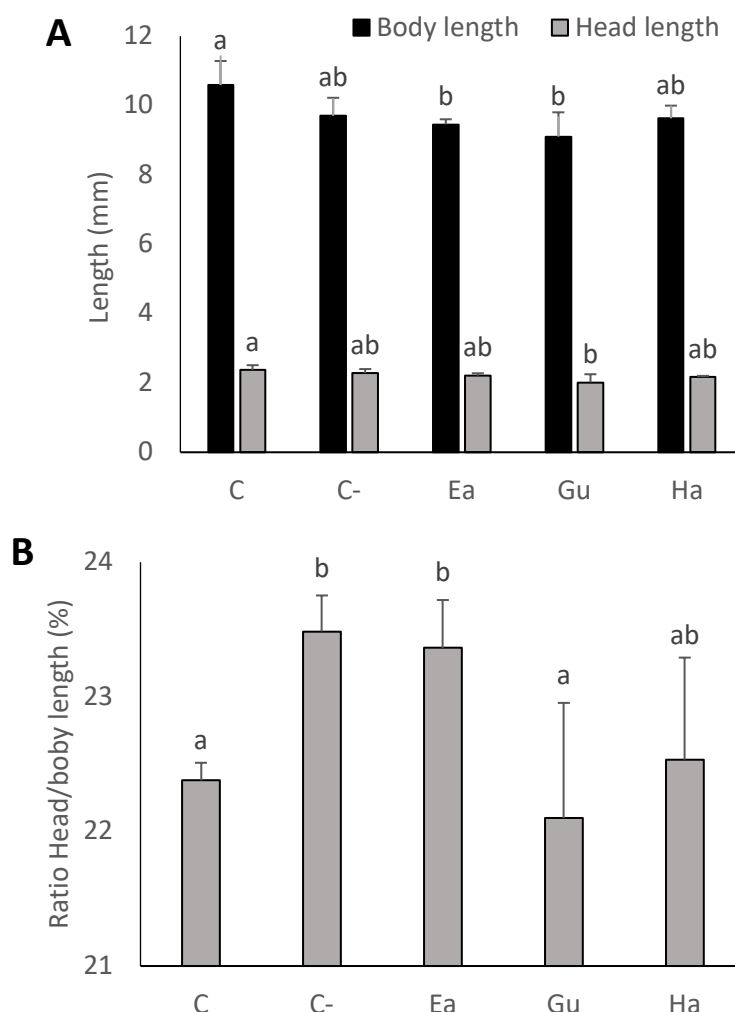 A
Body length Head length
12
10
8
6
4
2
0
Length (mm)
a ab b b ab
a ab ab b ab
C C- Ea Gu Ha
B
24
23
22
21
Ratio Head/boby length (%)
a b b a ab
C C- Ea Gu Ha